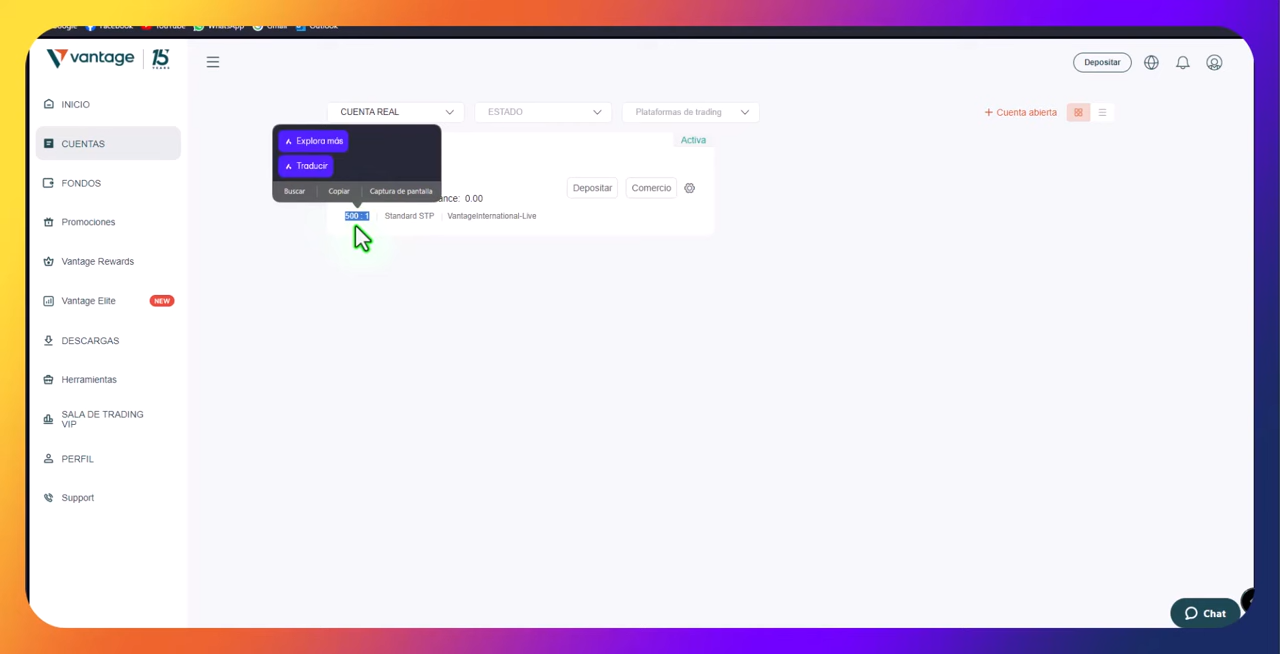 Facebook YouTube WhatsApp Gmail Outlook
vantage 15 YEARS
Depositar
INICIO
CUENTAS
FONDOS
Promociones
Vantage Rewards
Vantage Elite NEW
DESCARGAS
Herramientas
SALA DE TRADING
VIP
PERFIL
Support
CUENTA REAL ESTADO Plataformas de trading
+ Cuenta abierta
Activa
Explora más
Traducir
Buscar Copiar Captura de pantalla
0.00
Depositar Comercio
500 : 1 Standard STP VantageInternational-Live
Chat